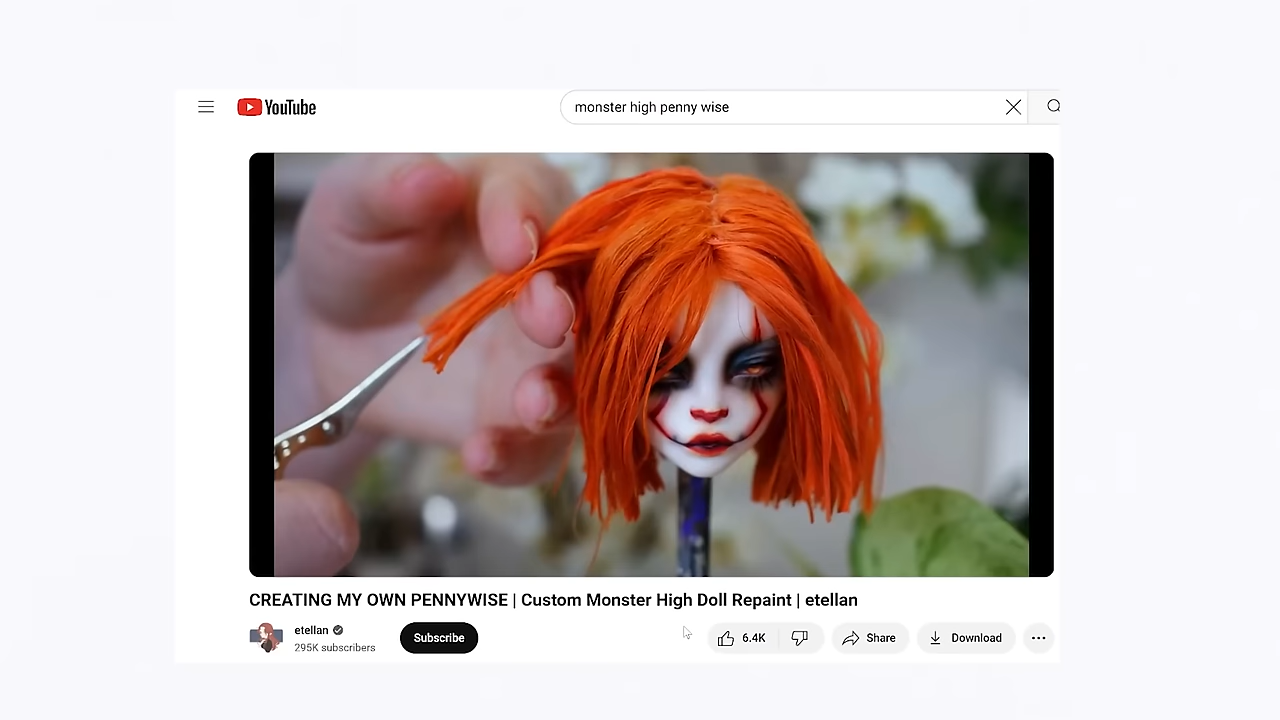 YouTube
monster high penny wise
CREATING MY OWN PENNYWISE | Custom Monster High Doll Repaint | etellan
etellan
295K subscribers
Subscribe
6.4K
Share
Download